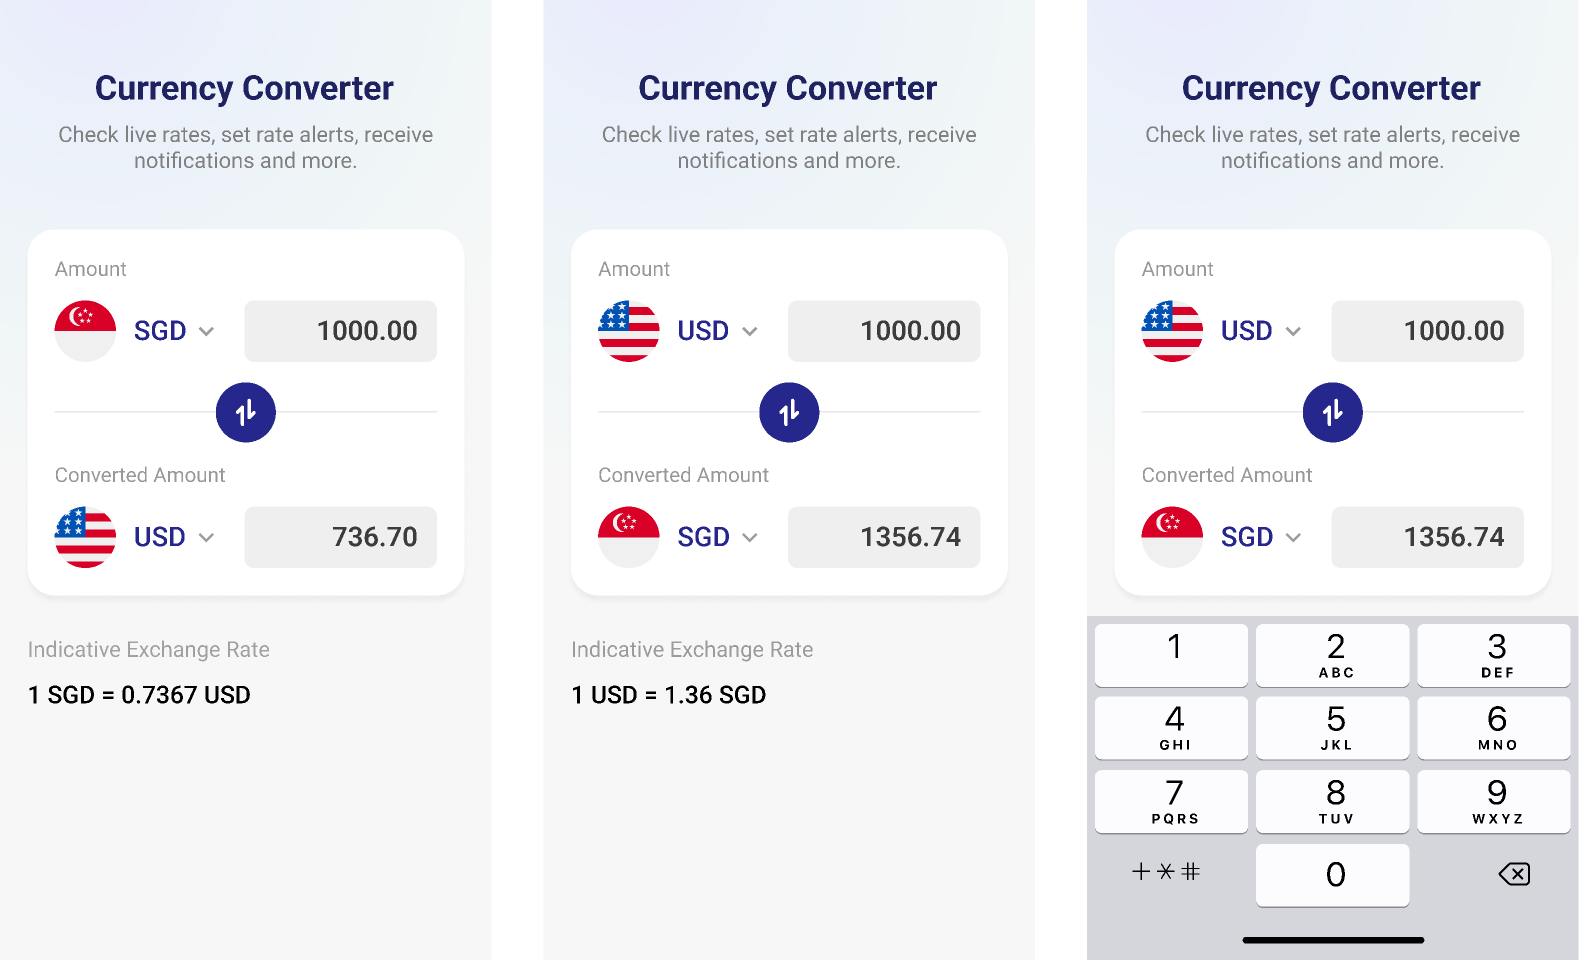 Currency Converter
Check live rates, set rate alerts, receive
notifications and more.
Amount
SGD 1000.00
Converted Amount
USD 736.70
Indicative Exchange Rate
1 SGD = 0.7367 USD
Currency Converter
Check live rates, set rate alerts, receive
notifications and more.
Amount
USD 1000.00
Converted Amount
SGD 1356.74
Indicative Exchange Rate
1 USD = 1.36 SGD
Currency Converter
Check live rates, set rate alerts, receive
notifications and more.
Amount
USD 1000.00
Converted Amount
SGD 1356.74
1 2 3
ABC DEF
4 5 6
GHI JKL MNO
7 8 9
PQRS TUV WXYZ
+*# 0